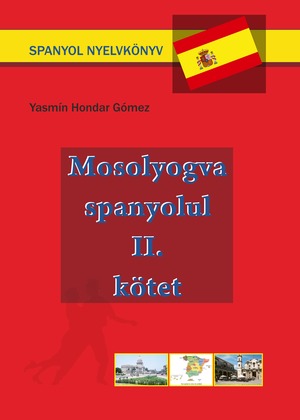 SPANYOL NYELVKÖNYV
Yasmín Hondar Gómez
Mosolyogva
spanyolul
II.
kötet